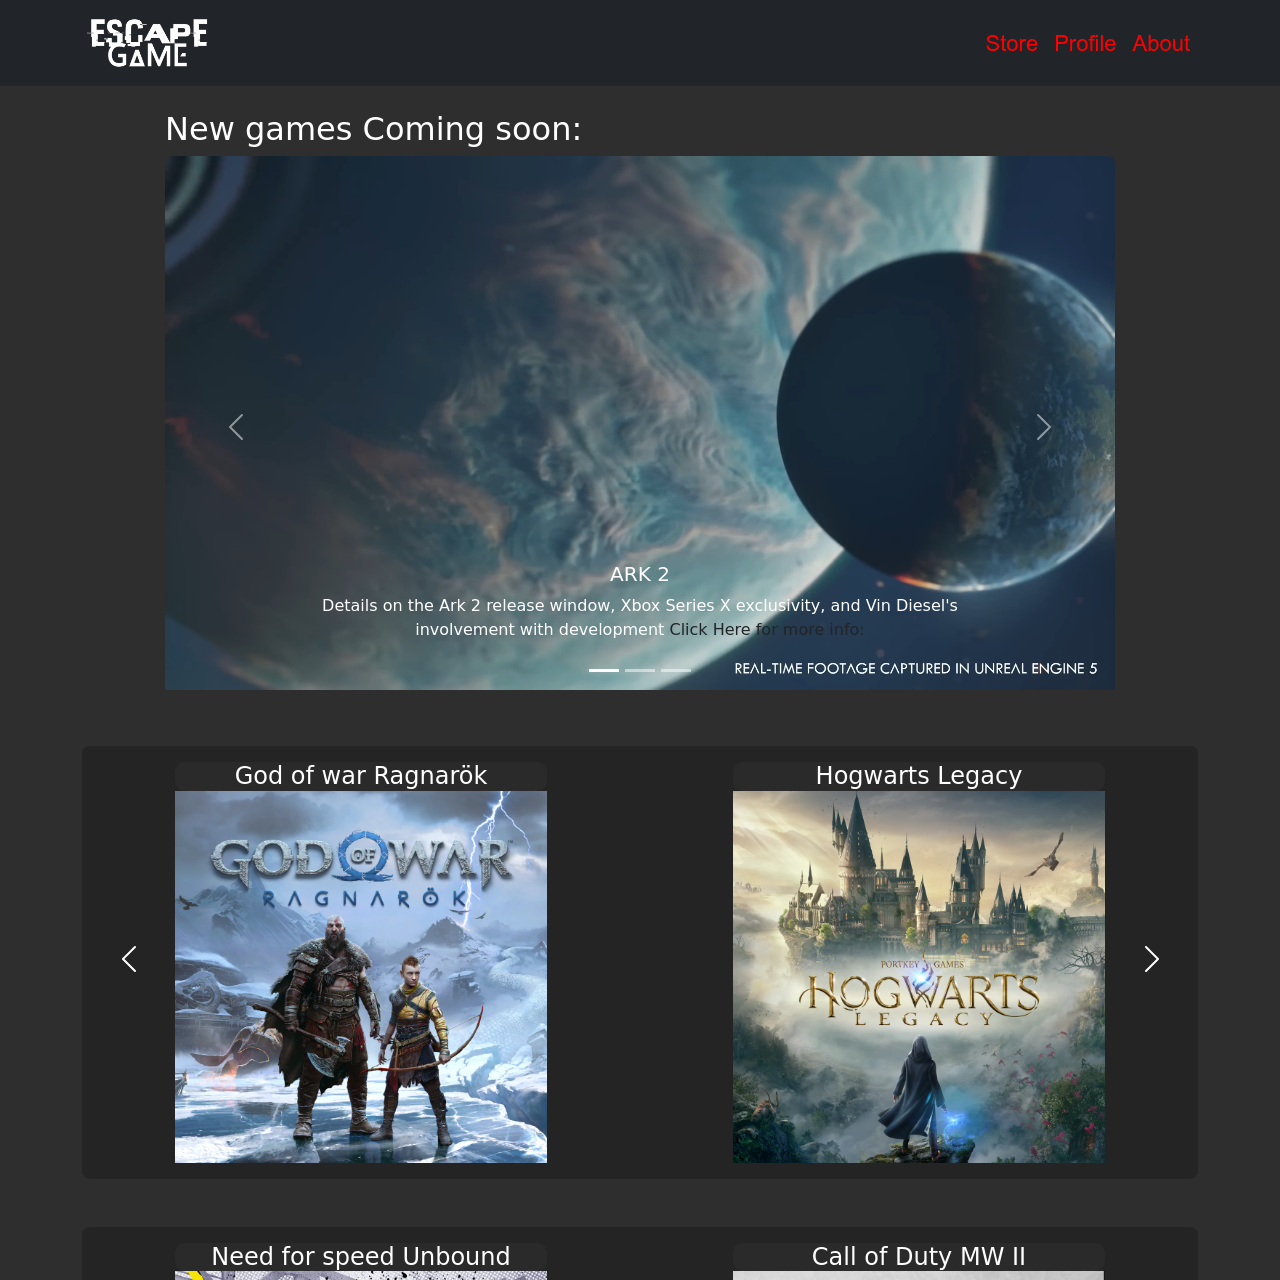 ESCAPE
GAME
Store Profile About
New games Coming soon:
ARK 2
Details on the Ark 2 release window, Xbox Series X exclusivity, and Vin Diesel's
involvement with development Click Here for more info:
REAL-TIME FOOTAGE CAPTURED IN UNREAL ENGINE 5
God of war Ragnarök
GOD OF WAR
RAGNARÖK
Hogwarts Legacy
PORTKEY GAMES
HOGWARTS
LEGACY
Need for speed Unbound
Call of Duty MW II